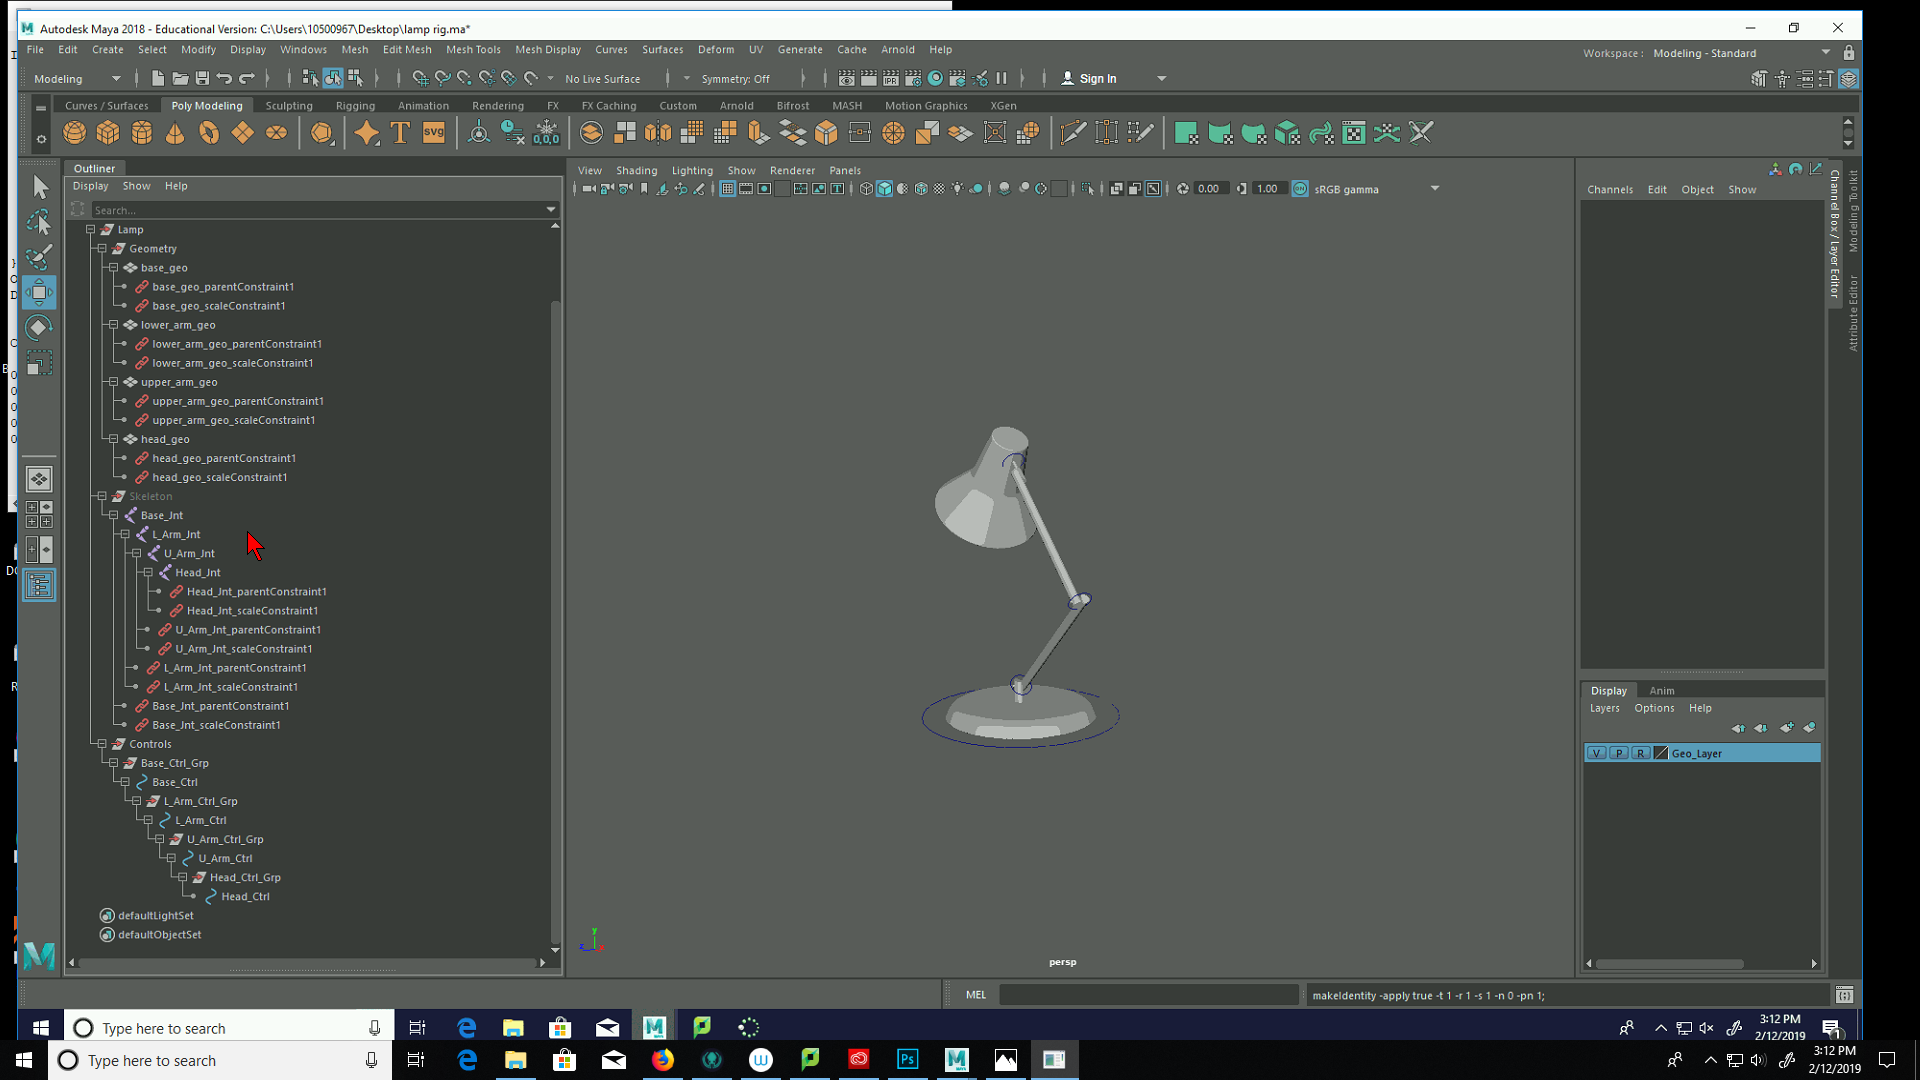 Autodesk Maya 2018 - Educational Version: C:\Users\10500967\Desktop\lamp rig.ma*
File Edit Create Select Modify Display Windows Mesh Edit Mesh Mesh Tools Mesh Display Curves Surfaces Deform UV Generate Cache Arnold Help
Workspace : Modeling - Standard
Modeling No Live Surface Symmetry: Off Sign In
Curves / Surfaces Poly Modeling Sculpting Rigging Animation Rendering FX FX Caching Custom Arnold Bifrost MASH Motion Graphics XGen
T SVG 0,0,0
Outliner
Display Show Help
Search...
Lamp
Geometry
base_geo
base_geo_parentConstraint1
base_geo_scaleConstraint1
lower_arm_geo
lower_arm_geo_parentConstraint1
lower_arm_geo_scaleConstraint1
upper_arm_geo
upper_arm_geo_parentConstraint1
upper_arm_geo_scaleConstraint1
head_geo
head_geo_parentConstraint1
head_geo_scaleConstraint1
Skeleton
Base_Jnt
L_Arm_Jnt
U_Arm_Jnt
Head_Jnt
Head_Jnt_parentConstraint1
Head_Jnt_scaleConstraint1
U_Arm_Jnt_parentConstraint1
U_Arm_Jnt_scaleConstraint1
L_Arm_Jnt_parentConstraint1
L_Arm_Jnt_scaleConstraint1
Base_Jnt_parentConstraint1
Base_Jnt_scaleConstraint1
Controls
Base_Ctrl_Grp
Base_Ctrl
L_Arm_Ctrl_Grp
L_Arm_Ctrl
U_Arm_Ctrl_Grp
U_Arm_Ctrl
Head_Ctrl_Grp
Head_Ctrl
defaultLightSet
defaultObjectSet
View Shading Lighting Show Renderer Panels
0.00 1.00 sRGB gamma
y
z
persp
Channels Edit Object Show
Channel Box / Layer Editor
Modeling Toolkit
Attribute Editor
Display Anim
Layers Options Help
V P R Geo_Layer
MEL
makeIdentity -apply true -t 1 -r 1 -s 1 -n 0 -pn 1;
Type here to search
3:12 PM
2/12/2019
Type here to search
3:12 PM
2/12/2019